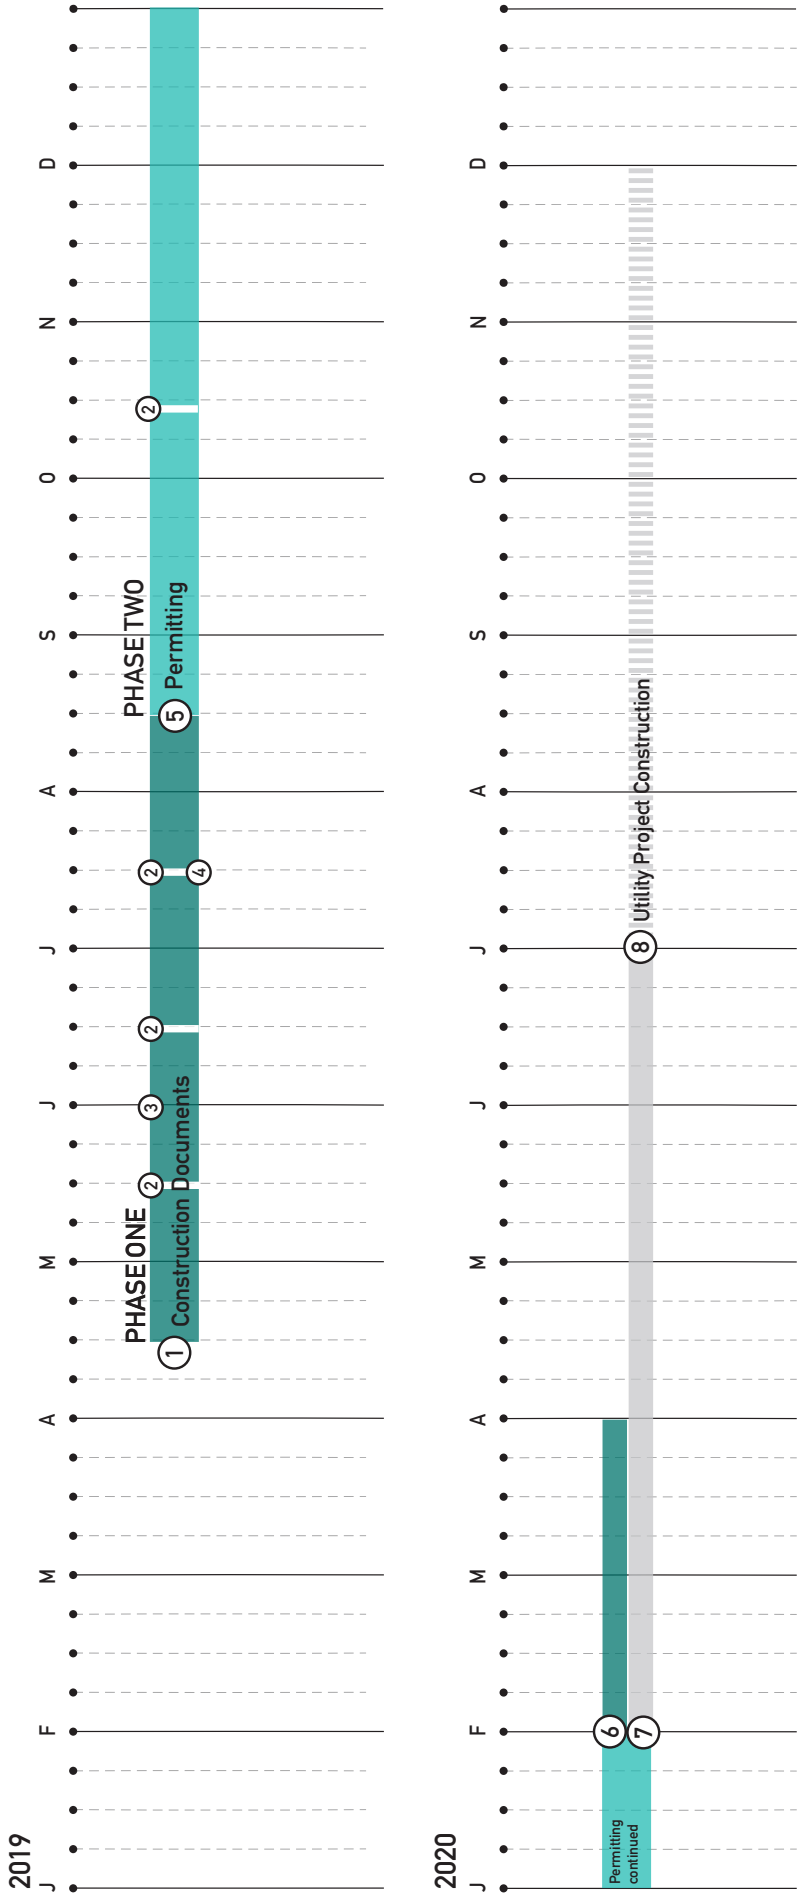 2019
J F M A M J J A S O N D
PHASE ONE
PHASE TWO
2 3 2 2 2
1 Construction Documents
5 Permitting
4
2020
J F M A M J J A S O N D
Permitting
continued
6
7
8 Utility Project Construction